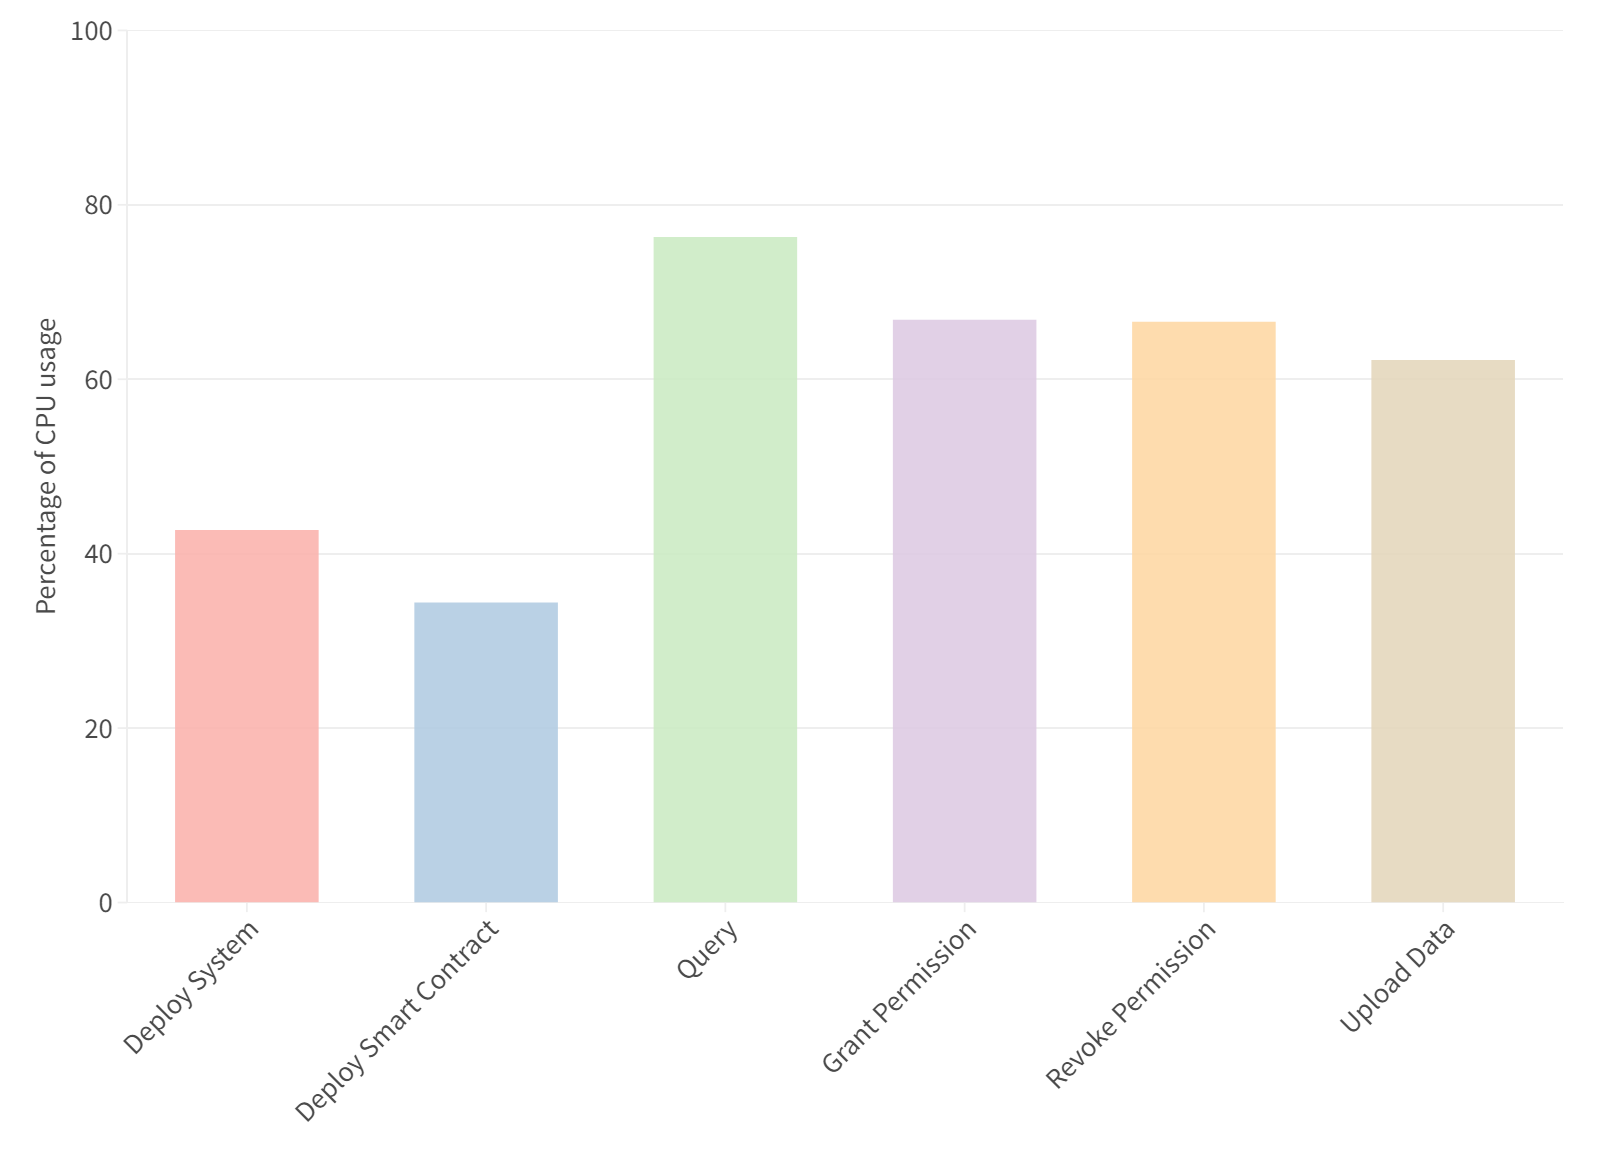 100
80
60
40
20
0
Percentage of CPU usage
Deploy System
Deploy Smart Contract
Query
Grant Permission
Revoke Permission
Upload Data